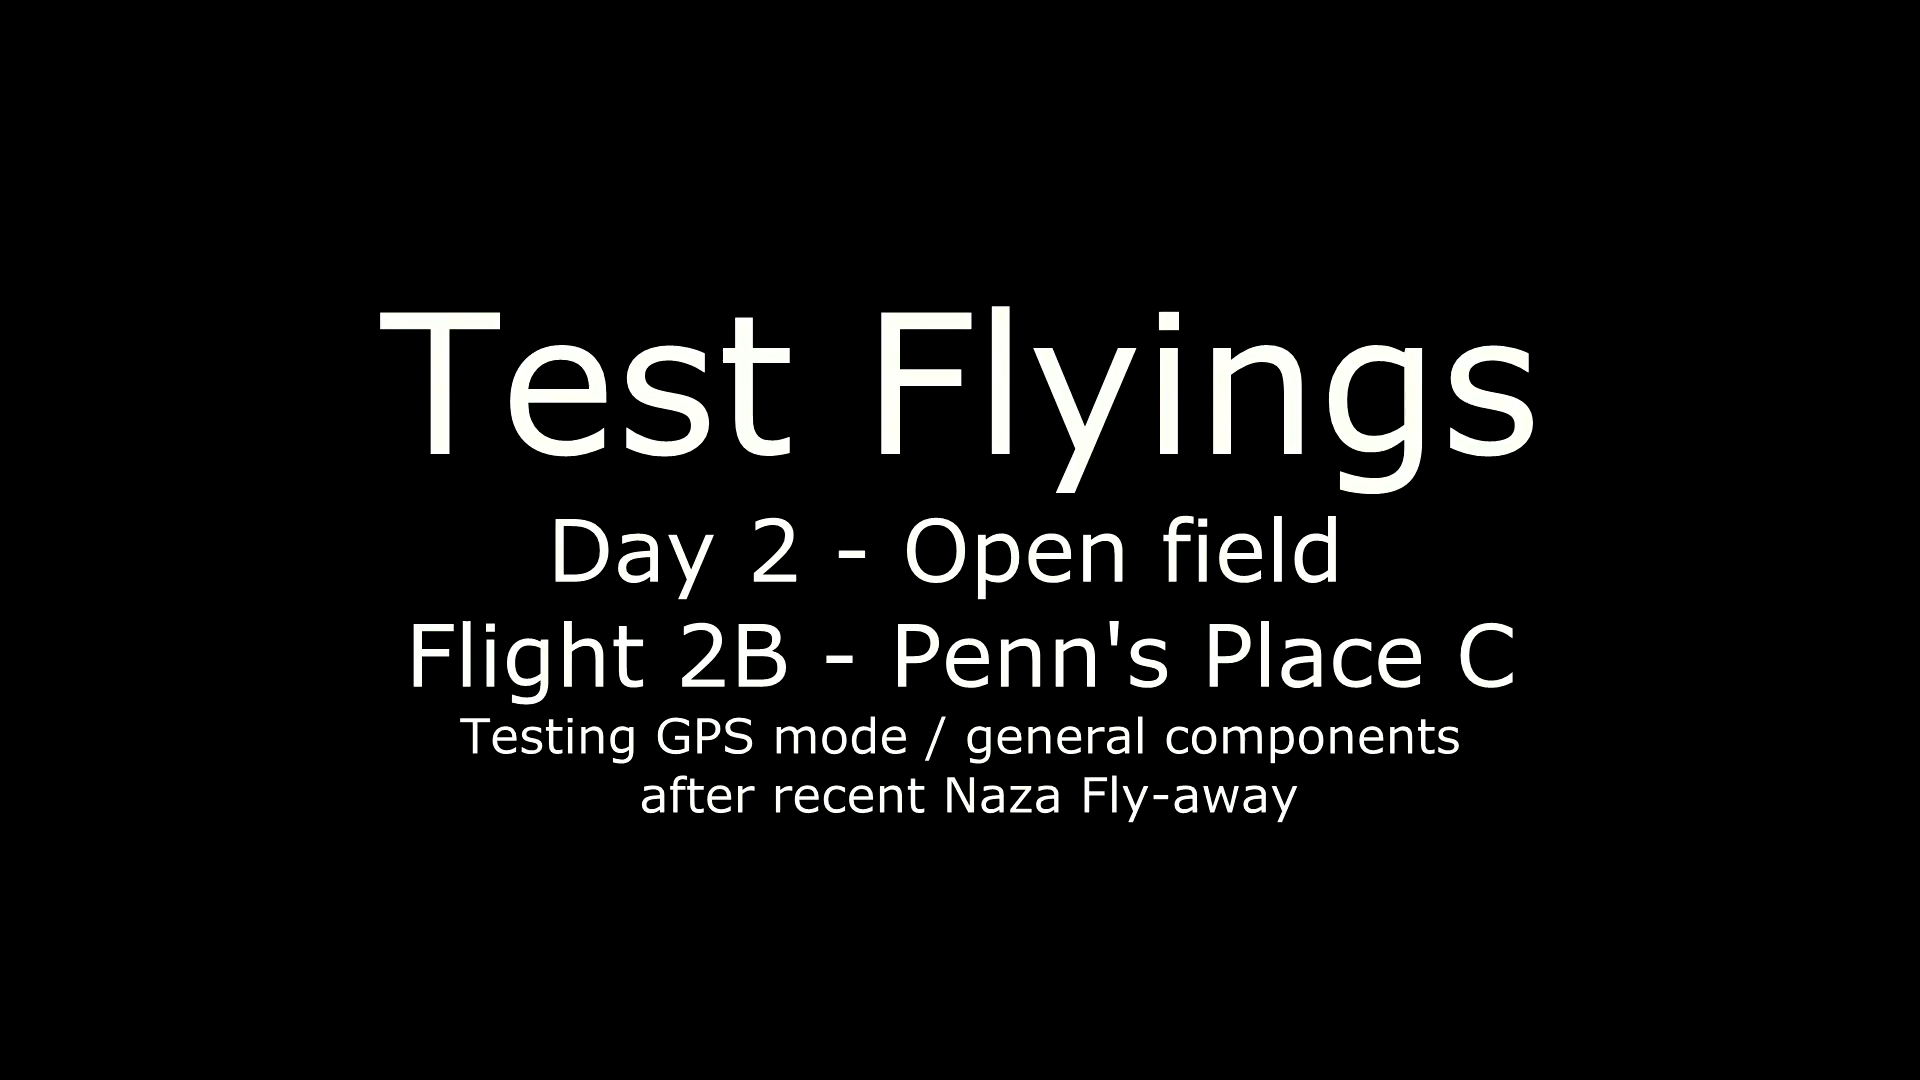 Test Flyings
Day 2 - Open field
Flight 2B - Penn's Place C
Testing GPS mode / general components
after recent Naza Fly-away